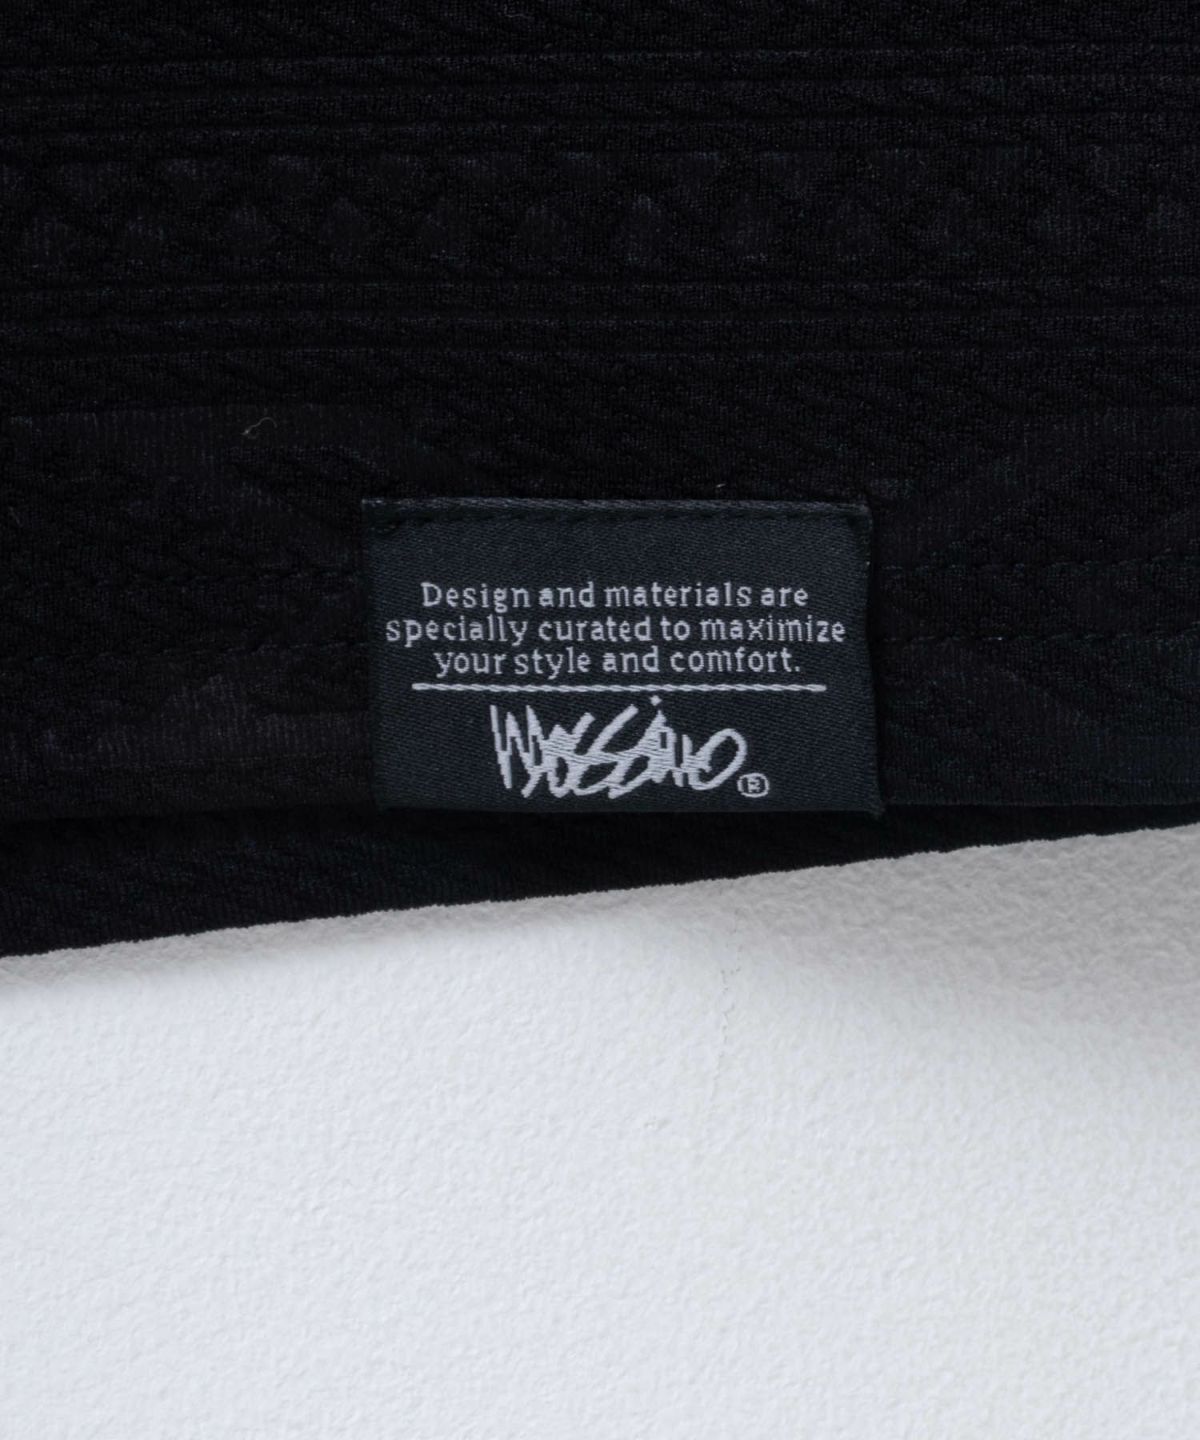 Design and materials are
specially curated to maximize
your style and comfort.
Mossimo®